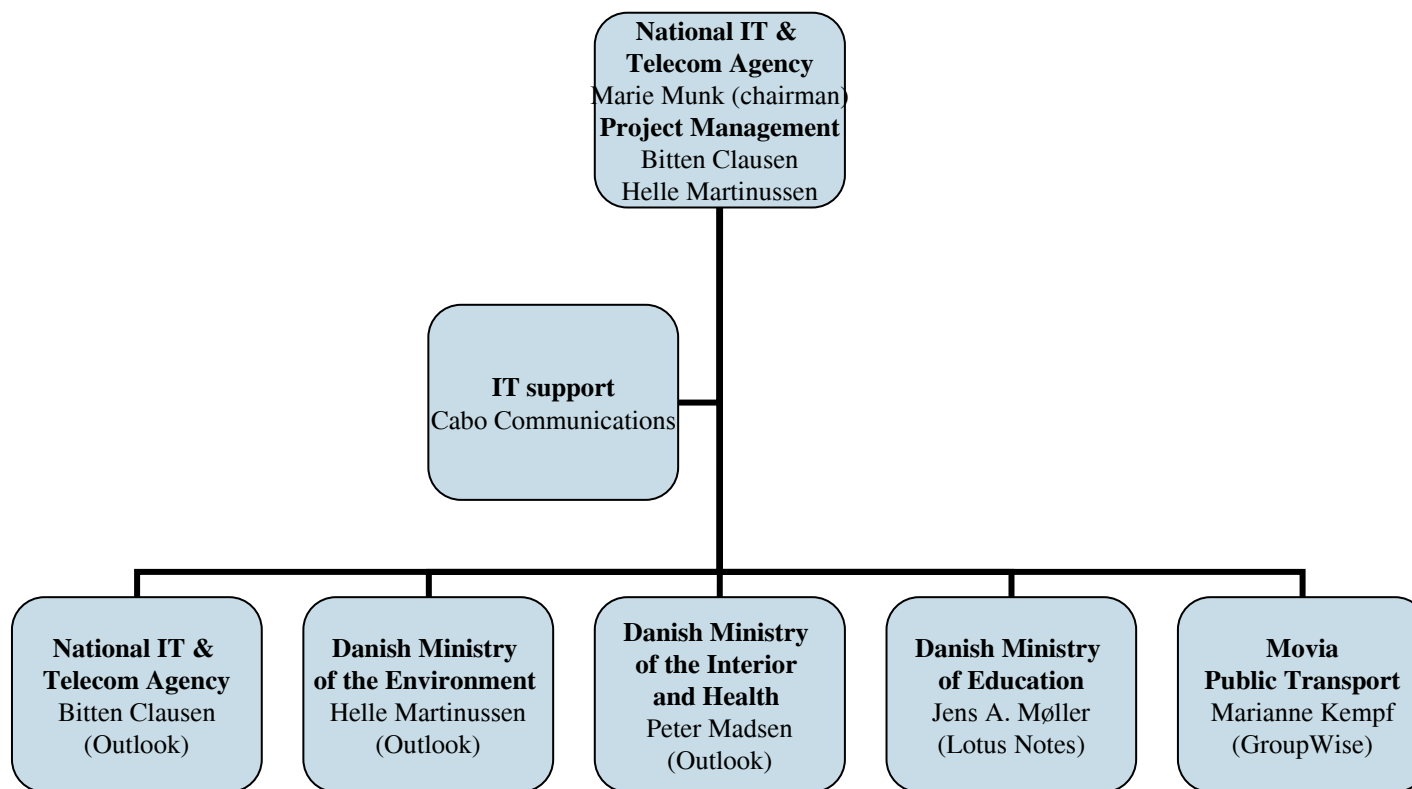 National IT &
Telecom Agency
Marie Munk (chairman)
Project Management
Bitten Clausen
Helle Martinussen
IT support
Cabo Communications
National IT &
Telecom Agency
Bitten Clausen
(Outlook)
Danish Ministry
of the Environment
Helle Martinussen
(Outlook)
Danish Ministry
of the Interior
and Health
Peter Madsen
(Outlook)
Danish Ministry
of Education
Jens A. Møller
(Lotus Notes)
Movia
Public Transport
Marianne Kempf
(GroupWise)